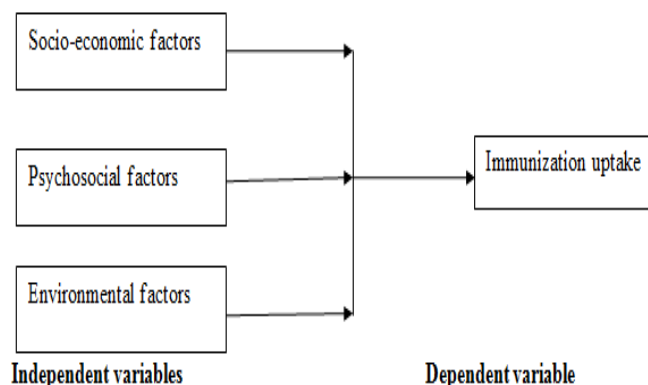 Socio-economic factors
Psychosocial factors
Immunization uptake
Environmental factors
Independent variables
Dependent variable